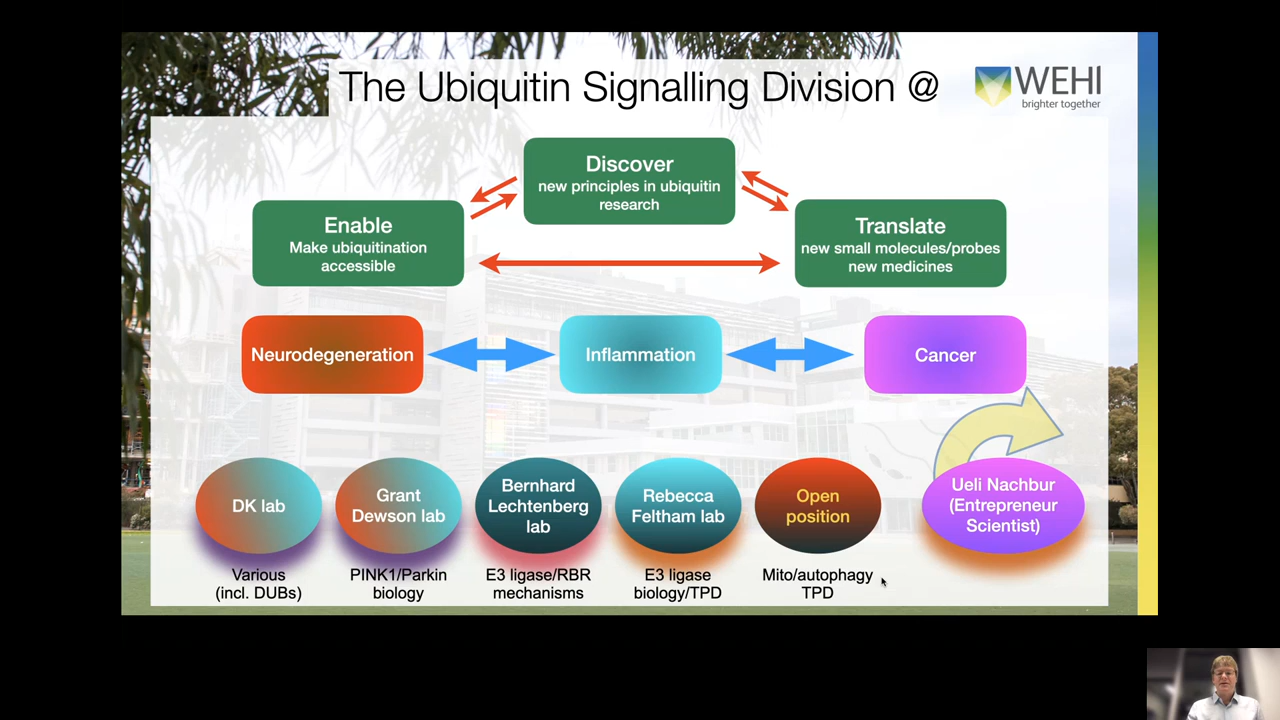 The Ubiquitin Signalling Division @
WEHI
brighter together
Discover
new principles in ubiquitin
research
Enable
Make ubiquitination
accessible
Translate
new small molecules/probes
new medicines
Neurodegeneration
Inflammation
Cancer
DK lab
Grant
Dewson lab
Bernhard
Lechtenberg
lab
Rebecca
Feltham lab
Open
position
Ueli Nachbur
(Entrepreneur
Scientist)
Various
(incl. DUBs)
PINK1/Parkin
biology
E3 ligase/RBR
mechanisms
E3 ligase
biology/TPD
Mito/autophagy
TPD